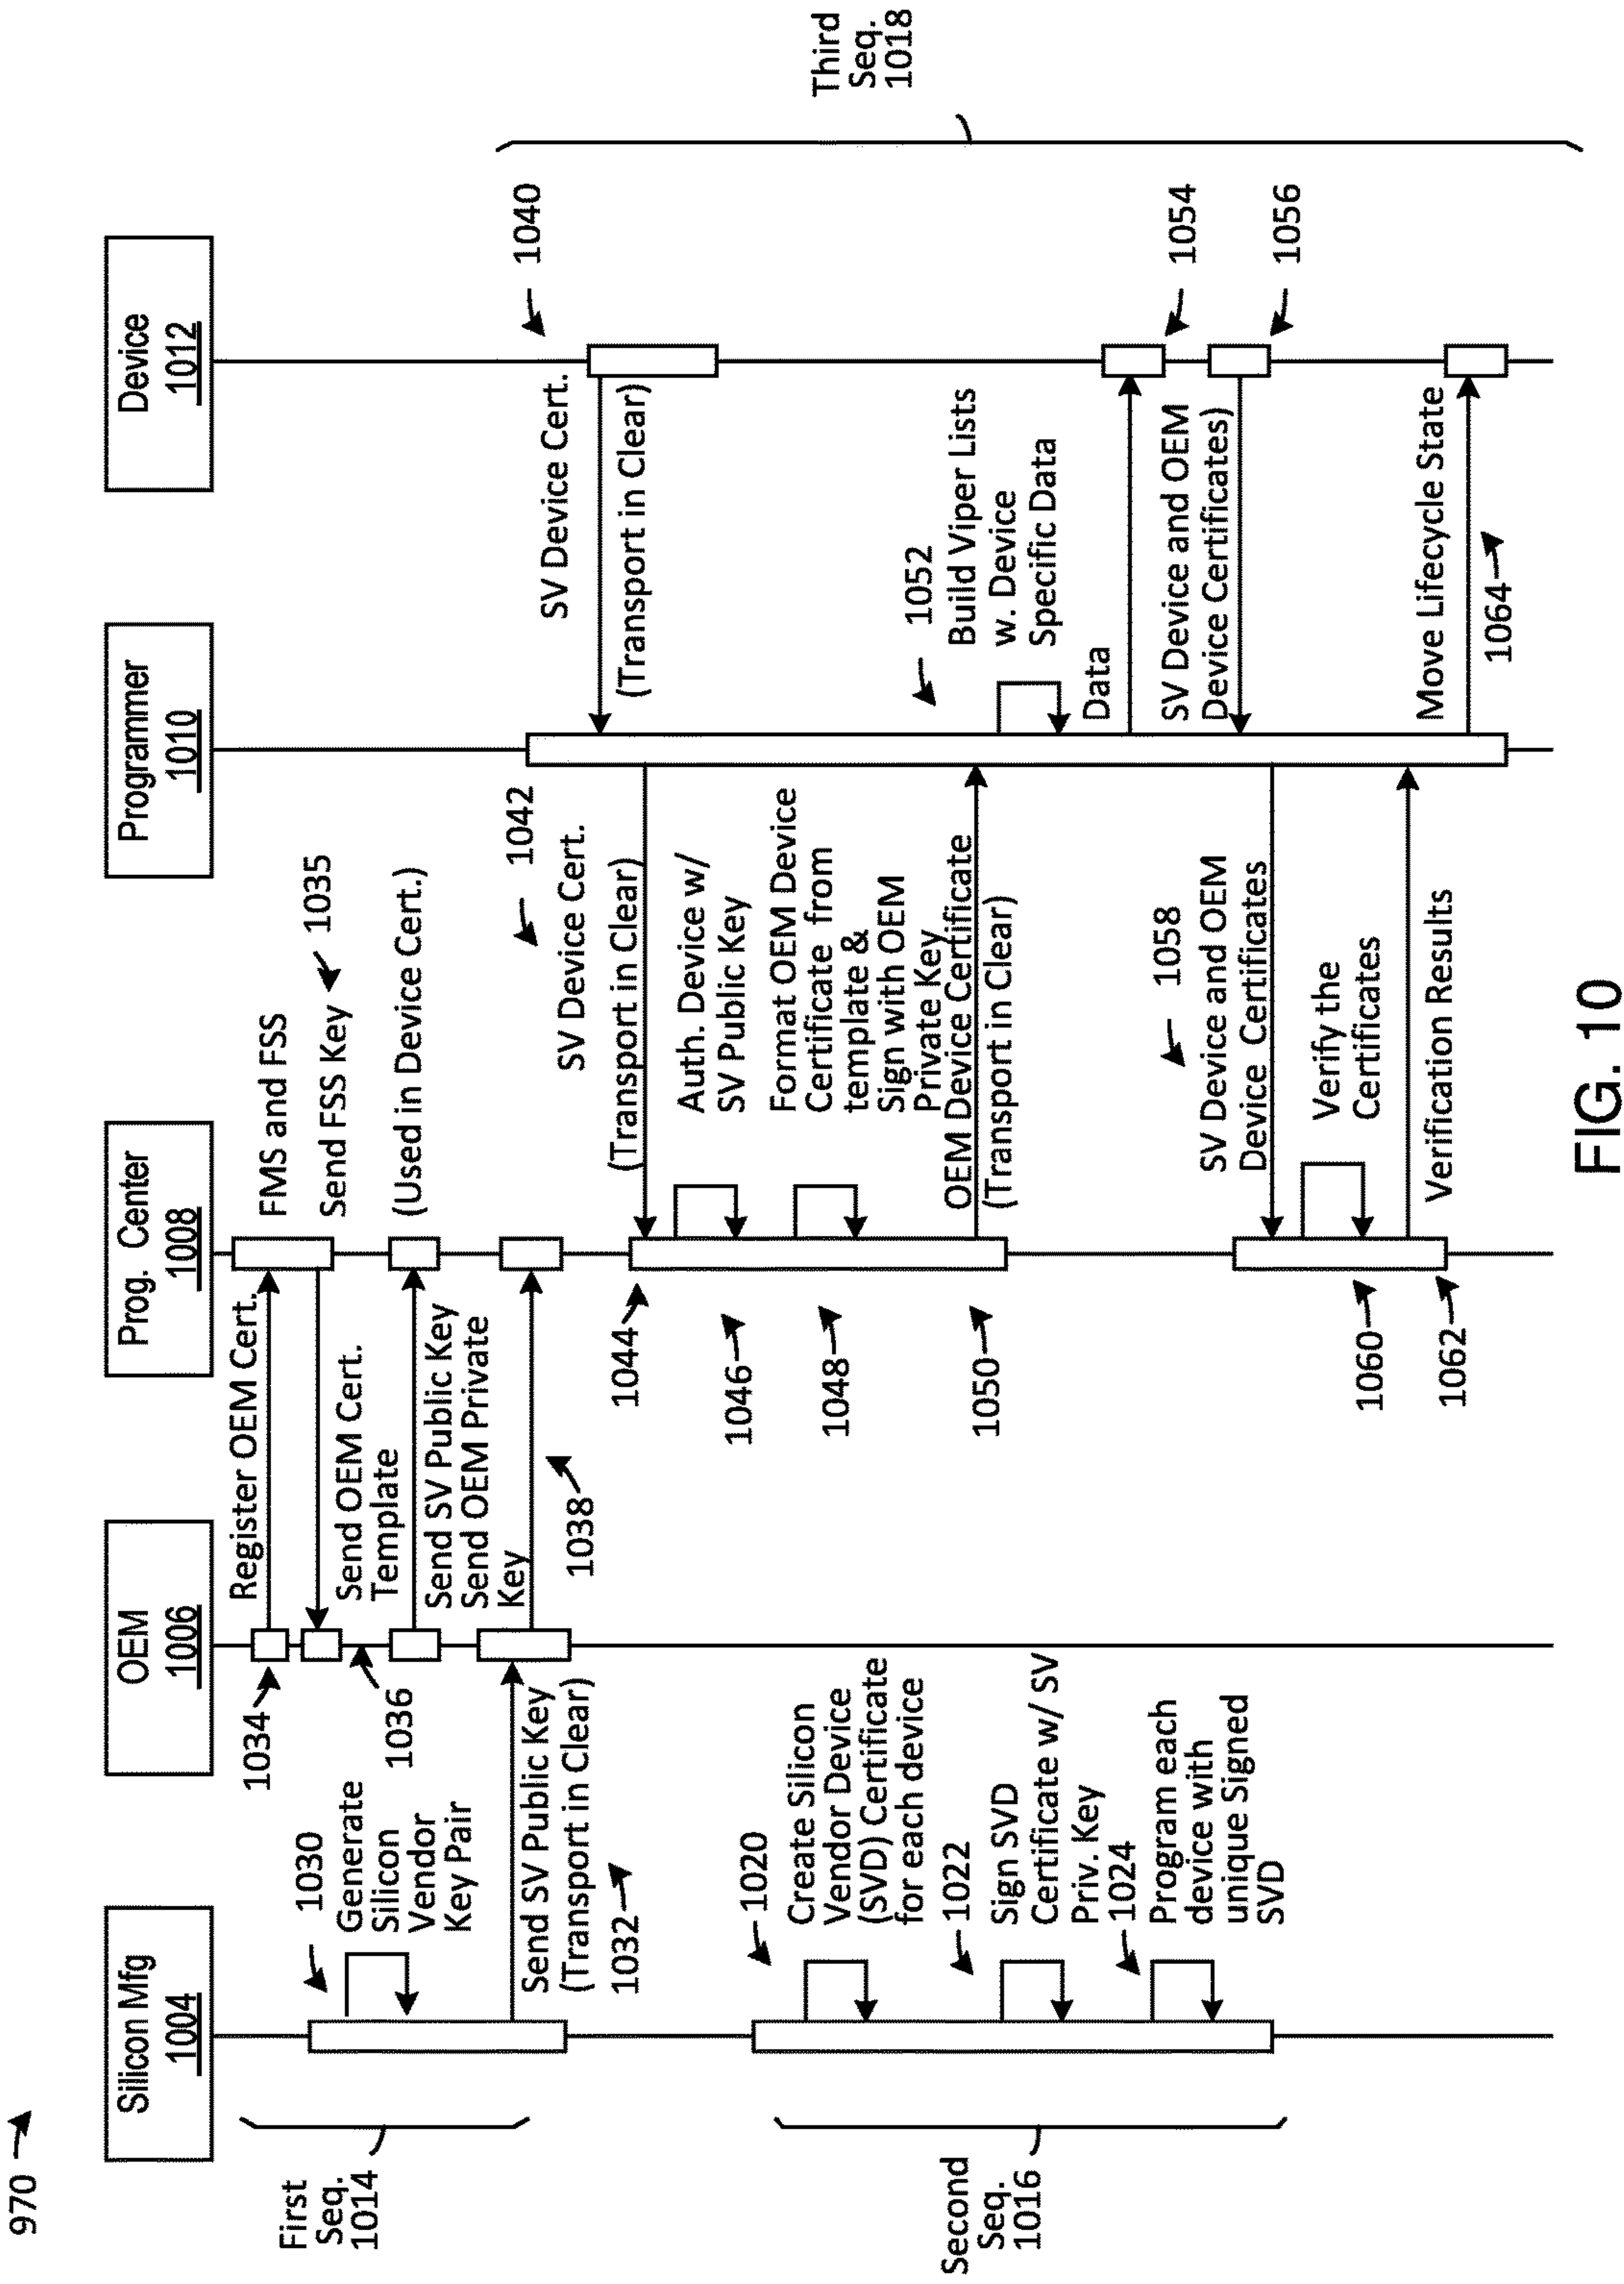 970
Silicon Mfg
1004
OEM
1006
Prog. Center
1008
Programmer
1010
Device
1012
First
Seq.
1014
Second
Seq.
1016
Third
Seq.
1018
1030
Generate
Silicon
Vendor
Key Pair
Send SV Public Key
(Transport in Clear)
1032
1020
Create Silicon
Vendor Device
(SVD) Certificate
for each device
1022
Sign SVD
Certificate w/ SV
Priv. Key
1024
Program each
device with
unique Signed
SVD
1034
Register OEM Cert.
1036
Send OEM Cert.
Template
Send SV Public Key
Send OEM Private
Key
1038
FMS and FSS
Send FSS Key
1035
(Used in Device Cert.)
1044
1046
1048
1050
1060
1062
1042
SV Device Cert.
(Transport in Clear)
Auth. Device w/
SV Public Key
Format OEM Device
Certificate from
template &
Sign with OEM
Private Key
OEM Device Certificate
(Transport in Clear)
1058
SV Device and OEM
Device Certificates
Verify the
Certificates
Verification Results
1040
SV Device Cert.
(Transport in Clear)
1052
Build Viper Lists
w. Device
Specific Data
Data
1054
SV Device and OEM
Device Certificates)
1056
Move Lifecycle State
1064
FIG. 10